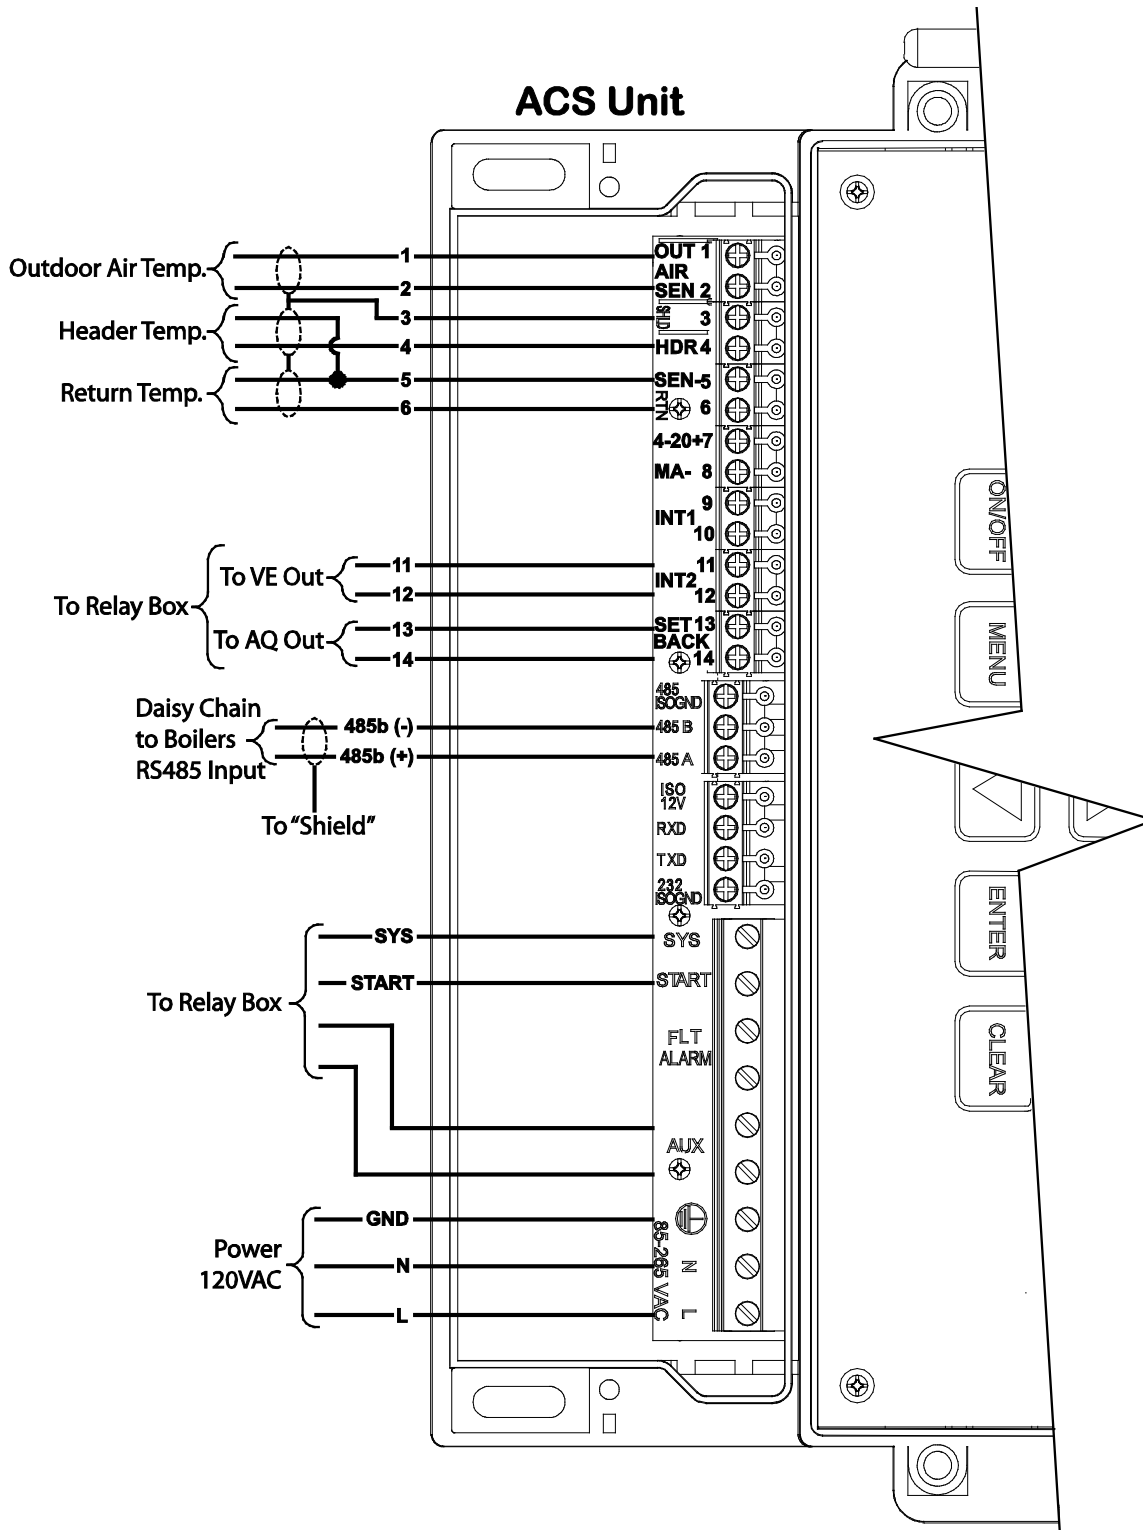 ACS Unit
Outdoor Air Temp.
1
2
Header Temp.
3
4
Return Temp.
5
6
OUT 1
AIR
SEN 2
SHLD
3
HDR 4
SEN- 5
RTN
6
4-20+7
MA- 8
9
INT1
10
11
INT2
12
SET 13
BACK
14
To Relay Box
To VE Out
11
12
To AQ Out
13
14
485
ISOGND
485 B
485 A
Daisy Chain
to Boilers
RS485 Input
485b (-)
485b (+)
To “Shield”
ISO
12V
RXD
TXD
232
ISOGND
To Relay Box
SYS
START
SYS
START
FLT
ALARM
AUX
Power
120VAC
GND
N
L
85-265 VAC
N
L
ON/OFF
MENU
ENTER
CLEAR